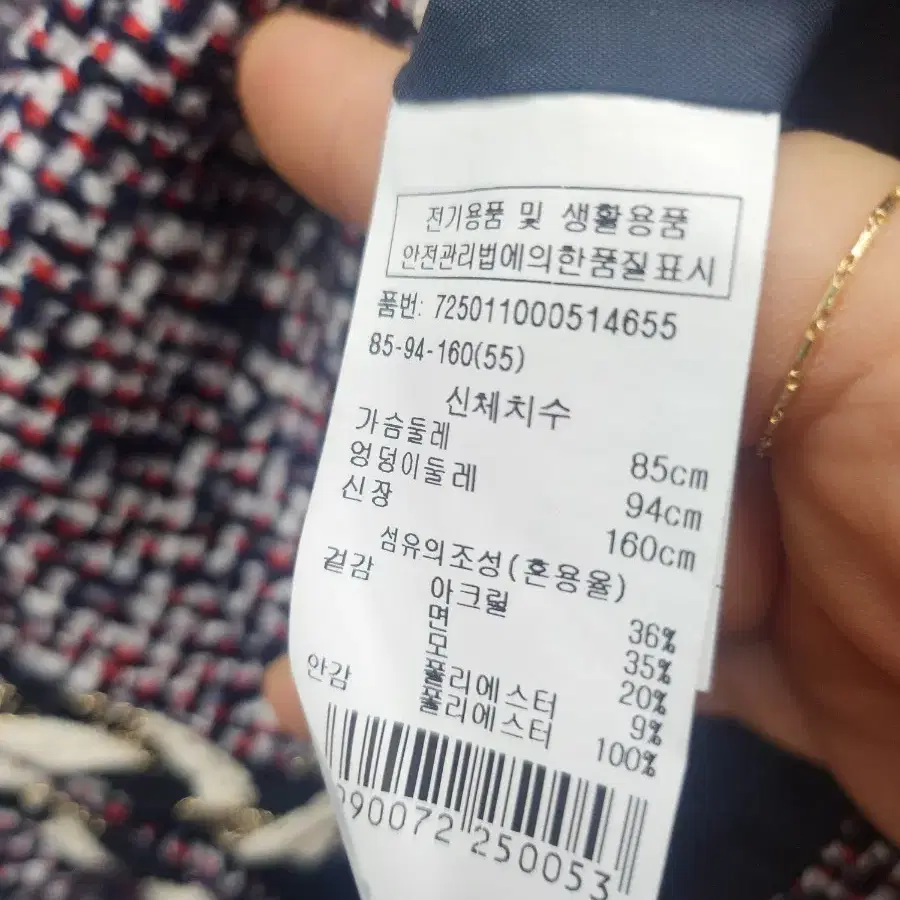 전기용품 및 생활용품
안전관리법에의한품질표시
품번: 725011000514655
85-94-160(55)
신체치수
가슴둘레 85cm
엉덩이둘레 94cm
신장 160cm
섬유의조성(혼용율)
겉감 아크릴 36%
면 35%
모 20%
폴리에스터 9%
안감 폴리에스터 100%
90072 250053